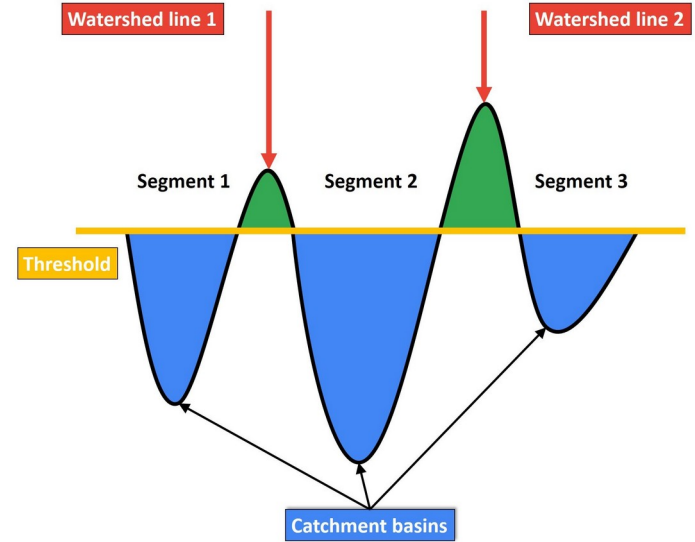 Watershed line 1
Watershed line 2
Segment 1
Segment 2
Segment 3
Threshold
Catchment basins